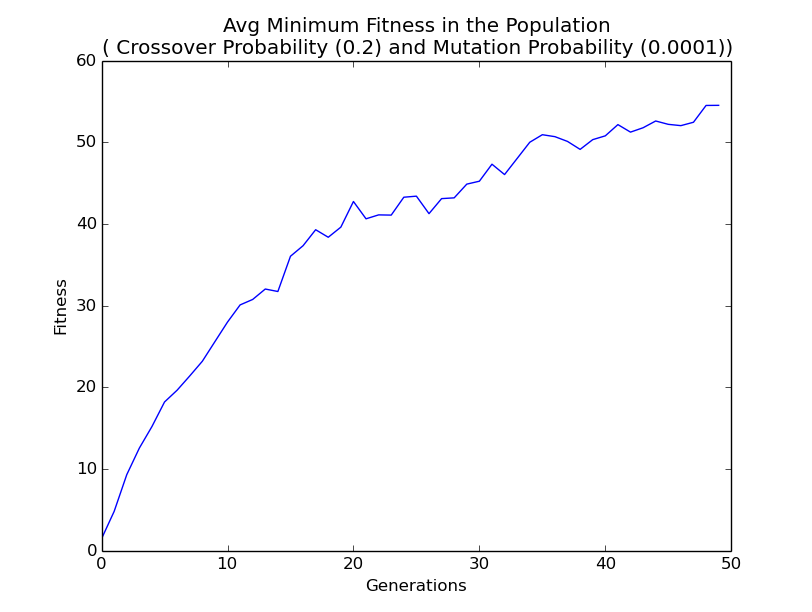 Avg Minimum Fitness in the Population
( Crossover Probability (0.2) and Mutation Probability (0.0001))
60
50
40
30
20
10
0
Fitness
0 10 20 30 40 50
Generations